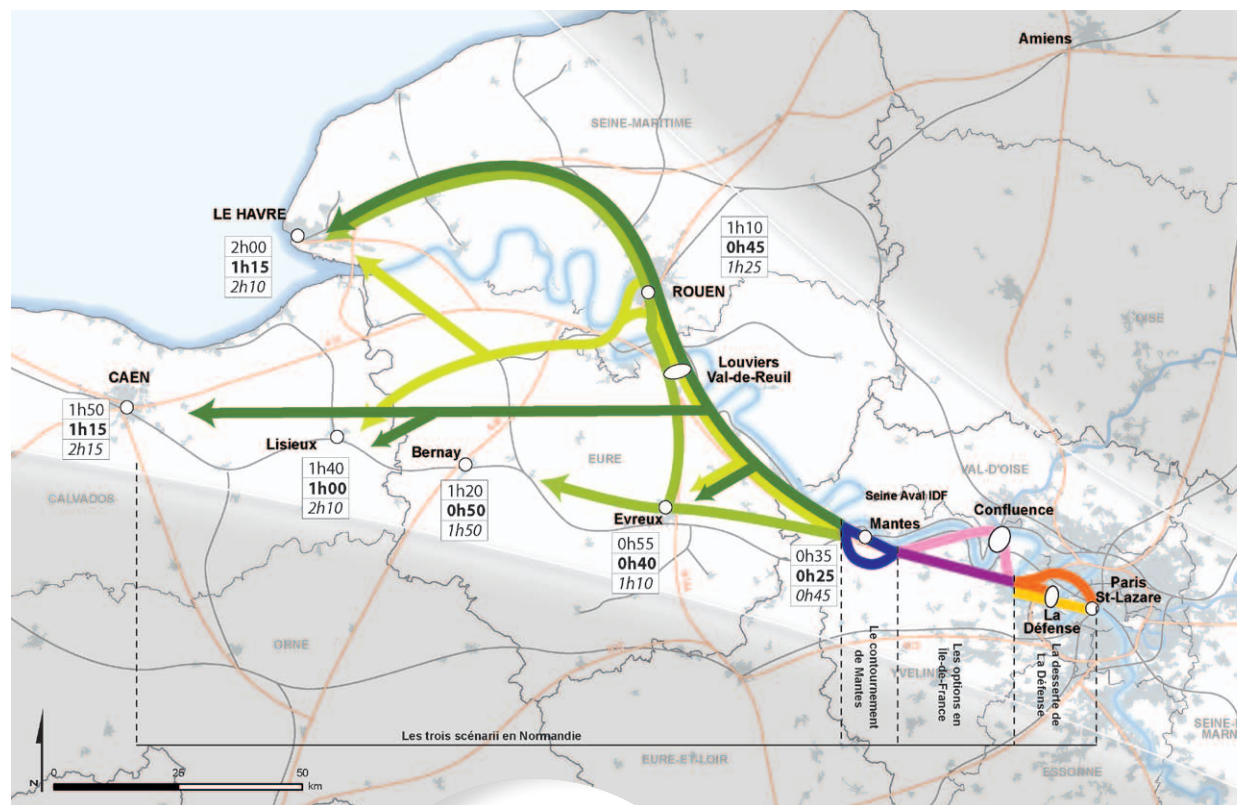 Amiens
SEINE-MARITIME
LE HAVRE
2h00
1h15
2h10
1h10
0h45
1h25
ROUEN
OISE
Louviers
Val-de-Reuil
CAEN
1h50
1h15
2h15
Lisieux
1h40
1h00
2h10
Bernay
1h20
0h50
1h50
EURE
VAL-D'OISE
Seine Aval IDF
Confluence
Mantes
CALVADOS
Evreux
0h55
0h40
1h10
0h35
0h25
0h45
Paris
St-Lazare
La
Défense
ORNE
YVELINE
Le contournement
de Mantes
Les options en
Île-de-France
La desserte de
La Défense
SEINE-
MARN
Les trois scénarii en Normandie
EURE-ET-LOIR
ESSONNE
N
0
25
50
km